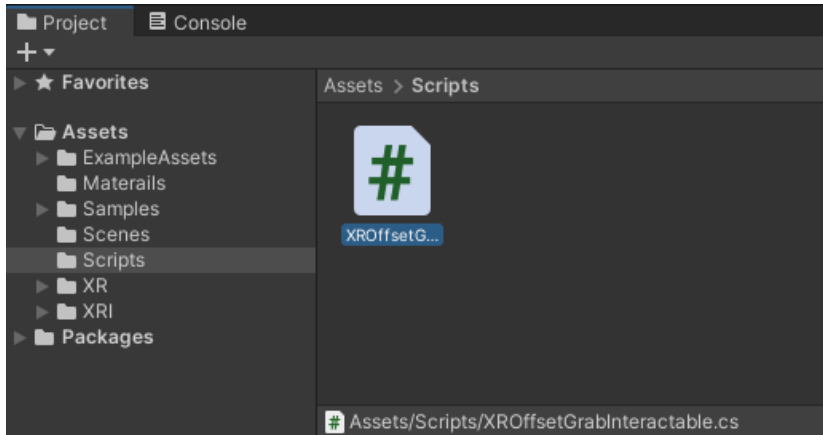 Project
Console
Favorites
Assets
ExampleAssets
Materails
Samples
Scenes
Scripts
XR
XRI
Packages
Assets > Scripts
#
XROffsetG...
# Assets/Scripts/XROffsetGrabInteractable.cs